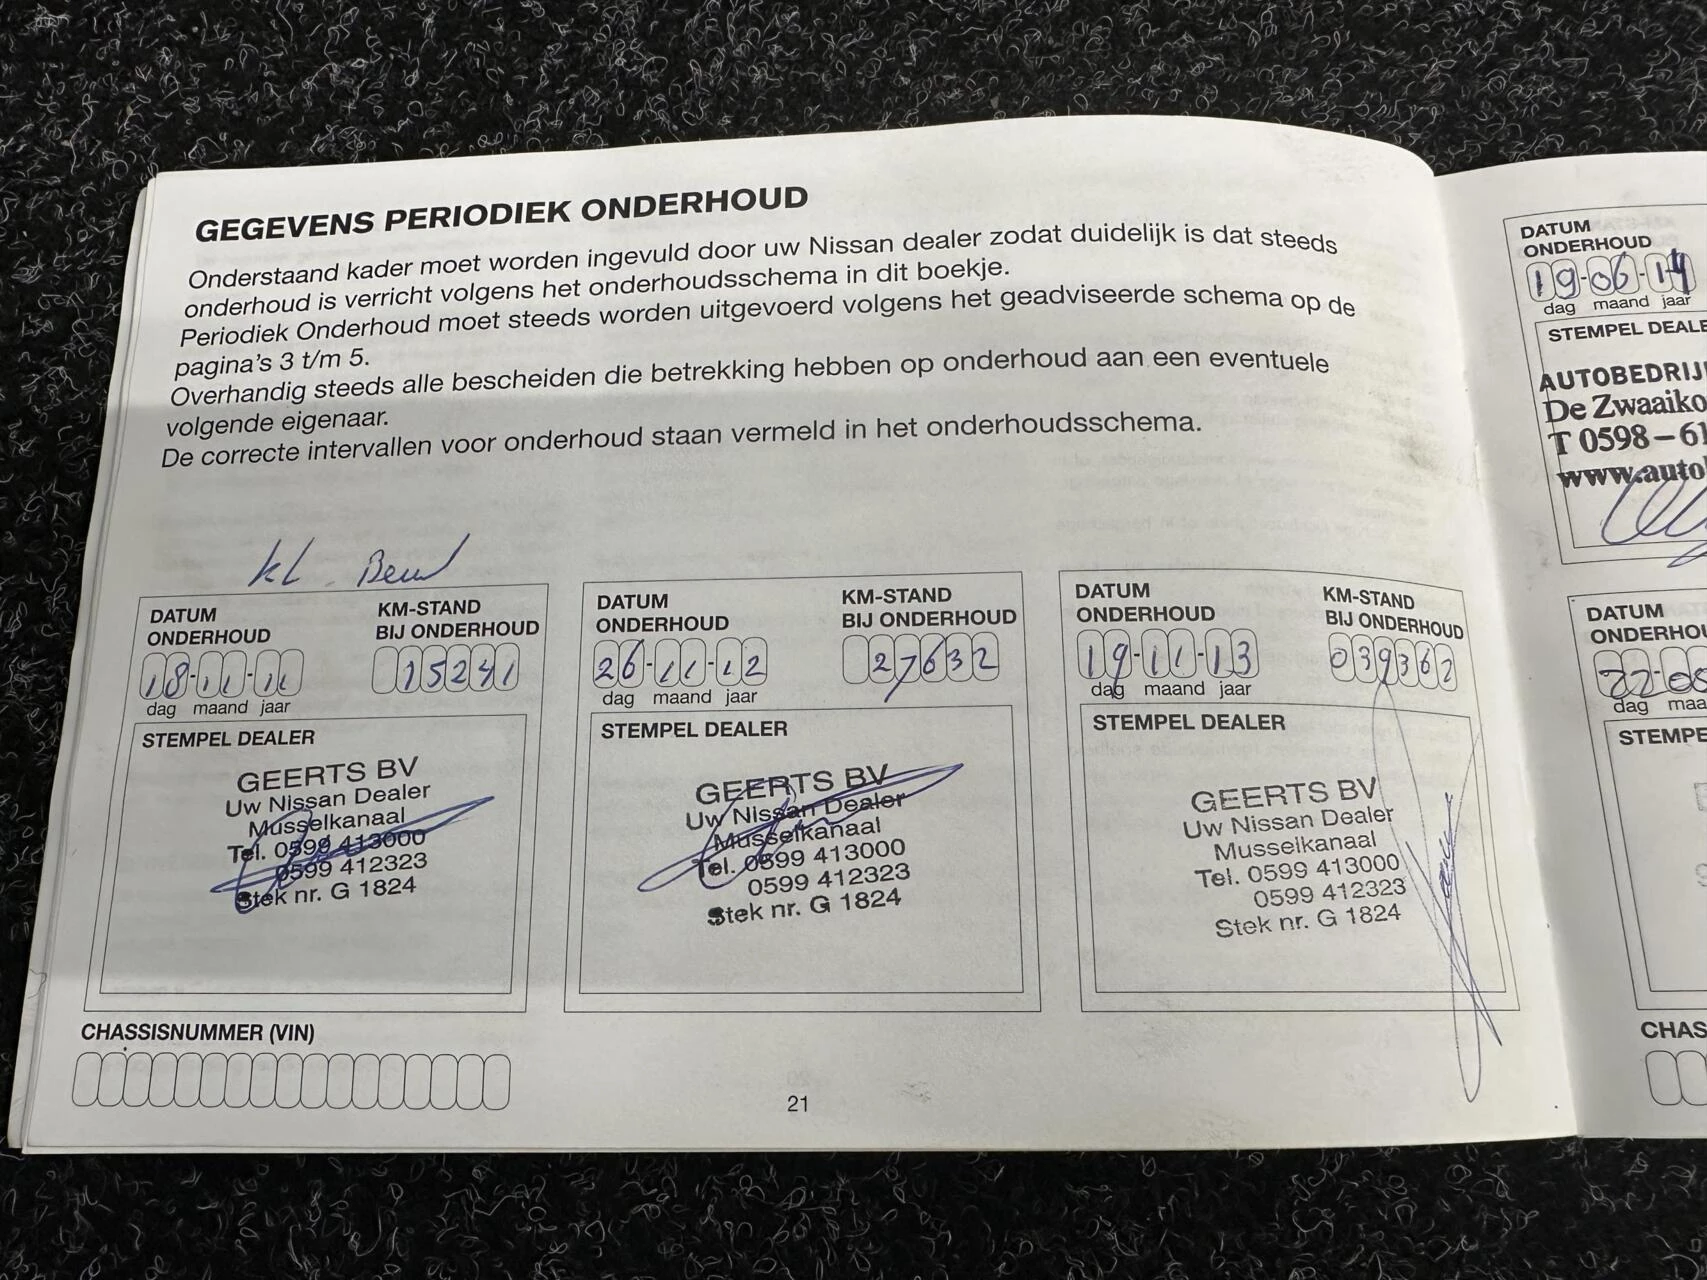 GEGEVENS PERIODIEK ONDERHOUD
Onderstaand kader moet worden ingevuld door uw Nissan dealer zodat duidelijk is dat steeds
onderhoud is verricht volgens het onderhoudsschema in dit boekje.
Periodiek Onderhoud moet steeds worden uitgevoerd volgens het geadviseerde schema op de
pagina's 3 t/m 5.
Overhandig steeds alle bescheiden die betrekking hebben op onderhoud aan een eventuele
volgende eigenaar.
De correcte intervallen voor onderhoud staan vermeld in het onderhoudsschema.
kl
DATUM
ONDERHOUD
KM-STAND
BIJ ONDERHOUD
18-11-11
15241
dag maand jaar
STEMPEL DEALER
GEERTS BV
Uw Nissan Dealer
Musselkanaal
Tel. 0599 413000
0599 412323
Stek nr. G 1824
CHASSISNUMMER (VIN)
DATUM
ONDERHOUD
KM-STAND
BIJ ONDERHOUD
26-11-12
27632
dag maand jaar
STEMPEL DEALER
GEERTS BV
Uw Nissan Dealer
Musselkanaal
Tel. 0599 413000
0599 412323
Stek nr. G 1824
DATUM
ONDERHOUD
KM-STAND
BIJ ONDERHOUD
19-11-13
039362
dag maand jaar
STEMPEL DEALER
GEERTS BV
Uw Nissan Dealer
Musselkanaal
Tel. 0599 413000
0599 412323
Stek nr. G 1824
21
DATUM
ONDERHOUD
19-06-14
dag maand jaar
STEMPEL DEALE
AUTOBEDRIJ
De Zwaaiko
T 0598-61
www.autol
DATUM
ONDERHOU
22-05
dag maa
STEMPE
CHAS